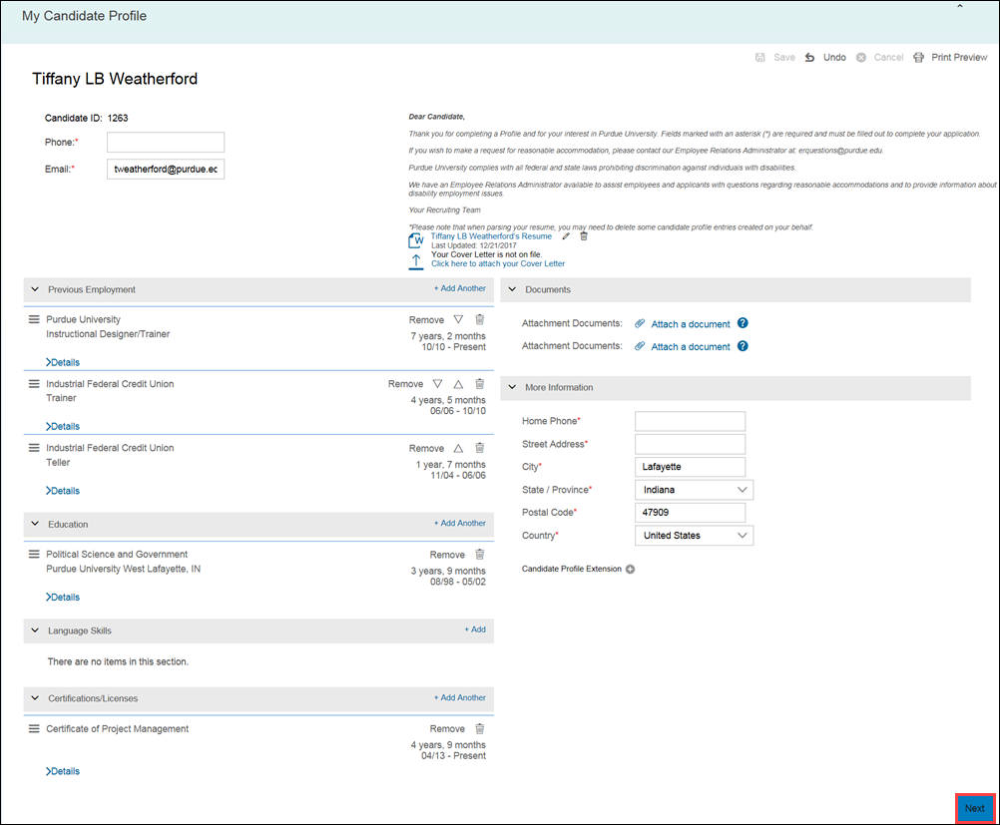 My Candidate Profile
Save Undo Cancel Print Preview
Tiffany LB Weatherford
Candidate ID: 1263
Phone:*
Email:* tweatherford@purdue.ec
Dear Candidate,
Thank you for completing a Profile and for your interest in Purdue University. Fields marked with an asterisk (*) are required and must be filled out to complete your application.
If you wish to make a request for reasonable accommodation, please contact our Employee Relations Administrator at: erquestions@purdue.edu.
Purdue University complies with all federal and state laws prohibiting discrimination against individuals with disabilities.
We have an Employee Relations Administrator available to assist employees and applicants with questions regarding reasonable accommodations and to provide information about
disability employment issues.
Your Recruiting Team
*Please note that when parsing your resume, you may need to delete some candidate profile entries created on your behalf.
Tiffany LB Weatherford's Resume
Last Updated: 12/21/2017
Your Cover Letter is not on file.
Click here to attach your Cover Letter
Previous Employment + Add Another
Purdue University Remove
Instructional Designer/Trainer
7 years, 2 months
10/10 - Present
Details
Industrial Federal Credit Union Remove
Trainer
4 years, 5 months
06/06 - 10/10
Details
Industrial Federal Credit Union Remove
Teller
1 year, 7 months
11/04 - 06/06
Details
Education + Add Another
Political Science and Government Remove
Purdue University West Lafayette, IN
3 years, 9 months
08/98 - 05/02
Details
Language Skills + Add
There are no items in this section.
Certifications/Licenses + Add Another
Certificate of Project Management Remove
4 years, 9 months
04/13 - Present
Details
Documents
Attachment Documents: Attach a document ?
Attachment Documents: Attach a document ?
More Information
Home Phone*
Street Address*
City* Lafayette
State / Province* Indiana
Postal Code* 47909
Country* United States
Candidate Profile Extension
Next